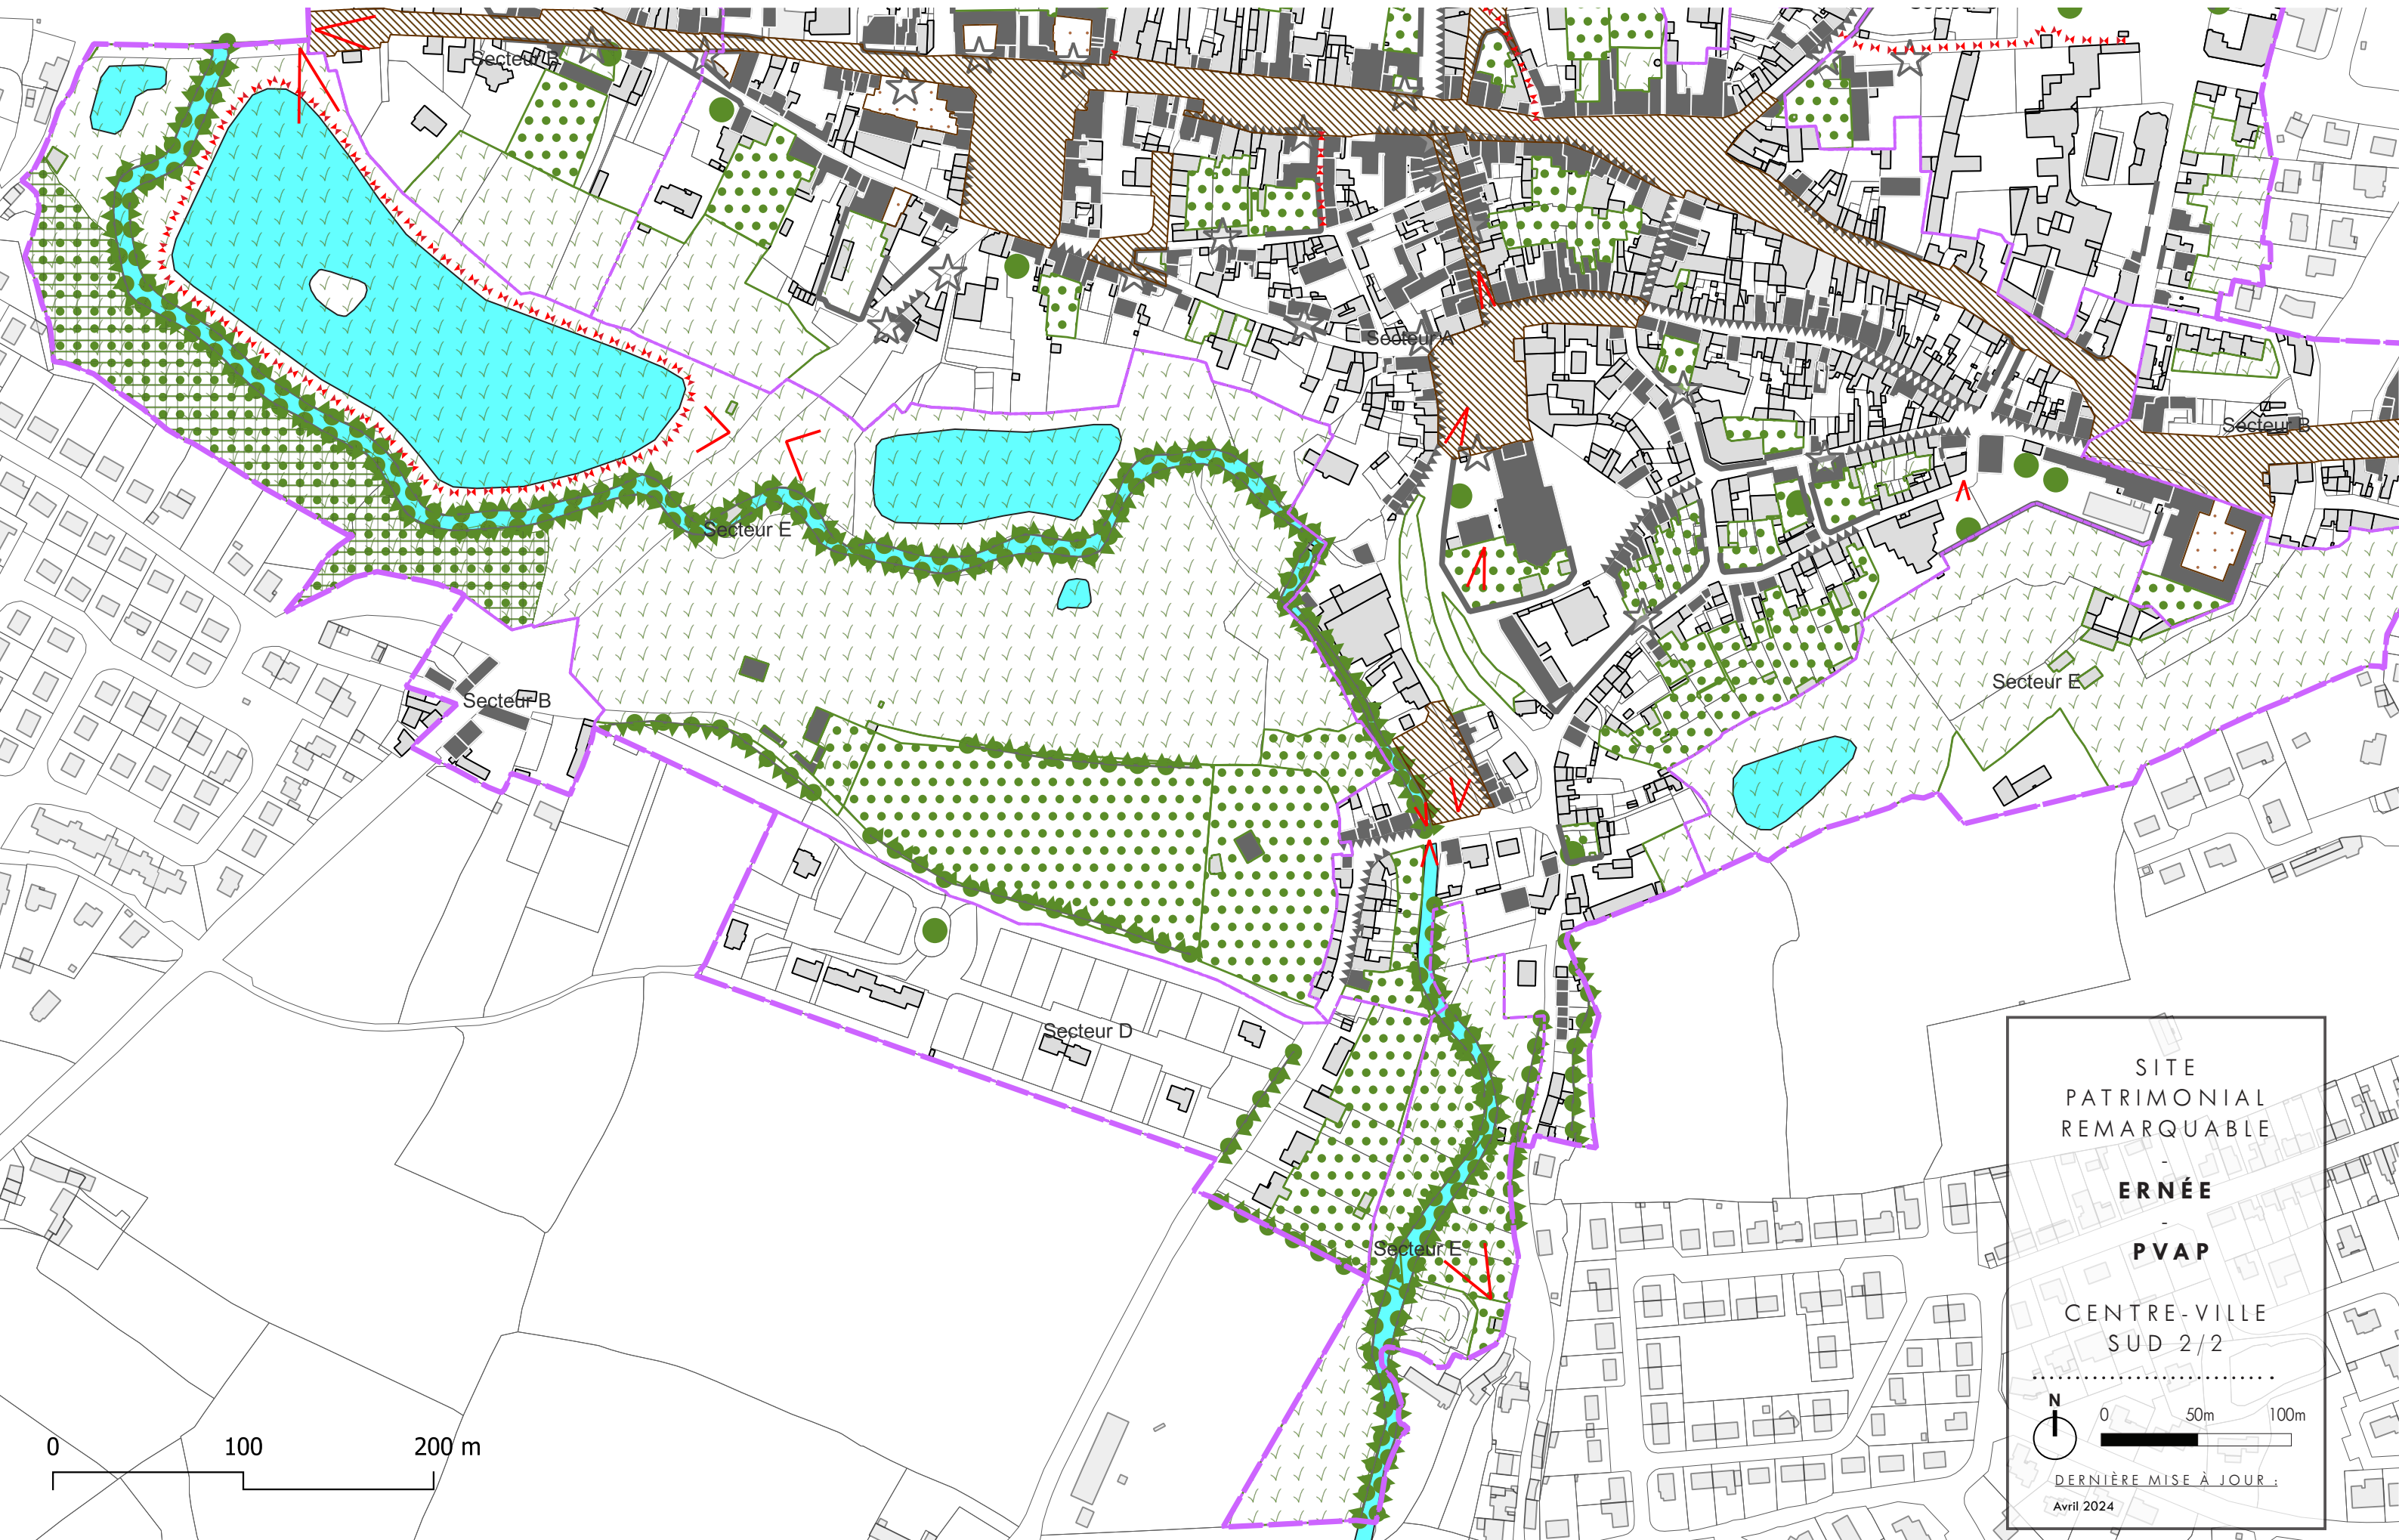 Secteur B
Secteur A
Secteur B
Secteur E
Secteur E
Secteur B
Secteur D
Secteur E
SITE
PATRIMONIAL
REMARQUABLE
-
ERNÉE
-
PVAP
CENTRE-VILLE
SUD 2/2
N
0 50m 100m
DERNIÈRE MISE À JOUR :
Avril 2024
0 100 200 m